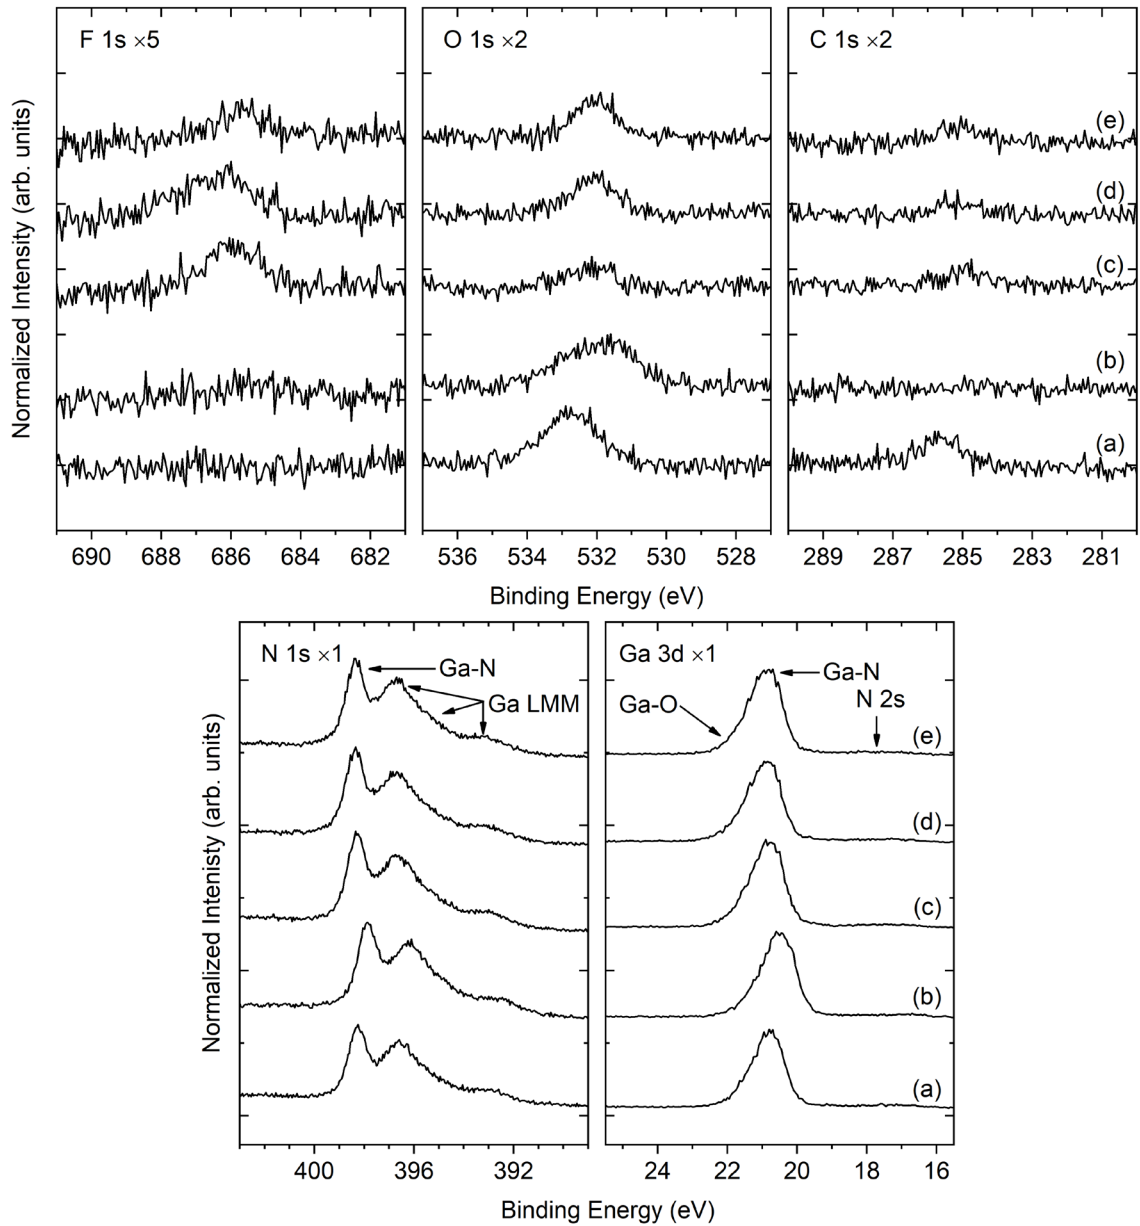 F 1s ×5
O 1s ×2
C 1s ×2
Normalized Intensity (arb. units)
(e)
(d)
(c)
(b)
(a)
690 688 686 684 682
536 534 532 530 528
289 287 285 283 281
Binding Energy (eV)
N 1s ×1
Ga-N
Ga LMM
Ga 3d ×1
Ga-N
Ga-O
N 2s
Normalized Intenisty (arb. units)
(e)
(d)
(c)
(b)
(a)
400 396 392
24 22 20 18 16
Binding Energy (eV)